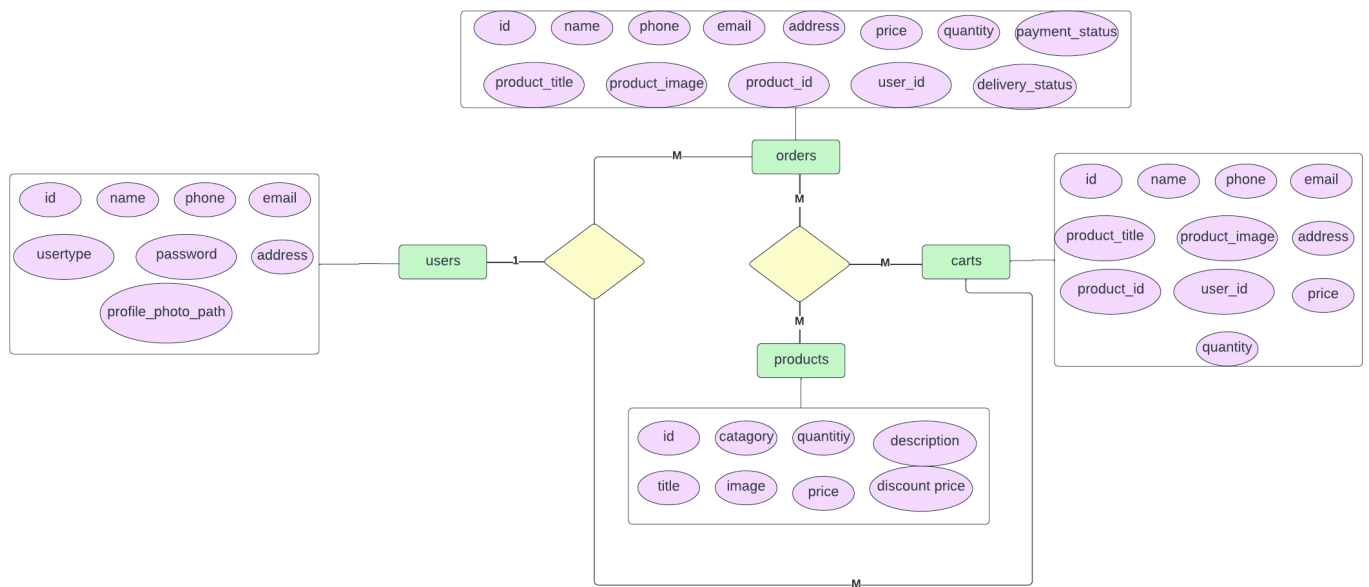 id name phone email address price quantity payment_status
product_title product_image product_id user_id delivery_status
M
orders
M
id name phone email
usertype password address
profile_photo_path
users
1
M
carts
id name phone email
product_title product_image address
product_id user_id price
quantity
M
products
id catagory quantitiy description
title image price discount price
M